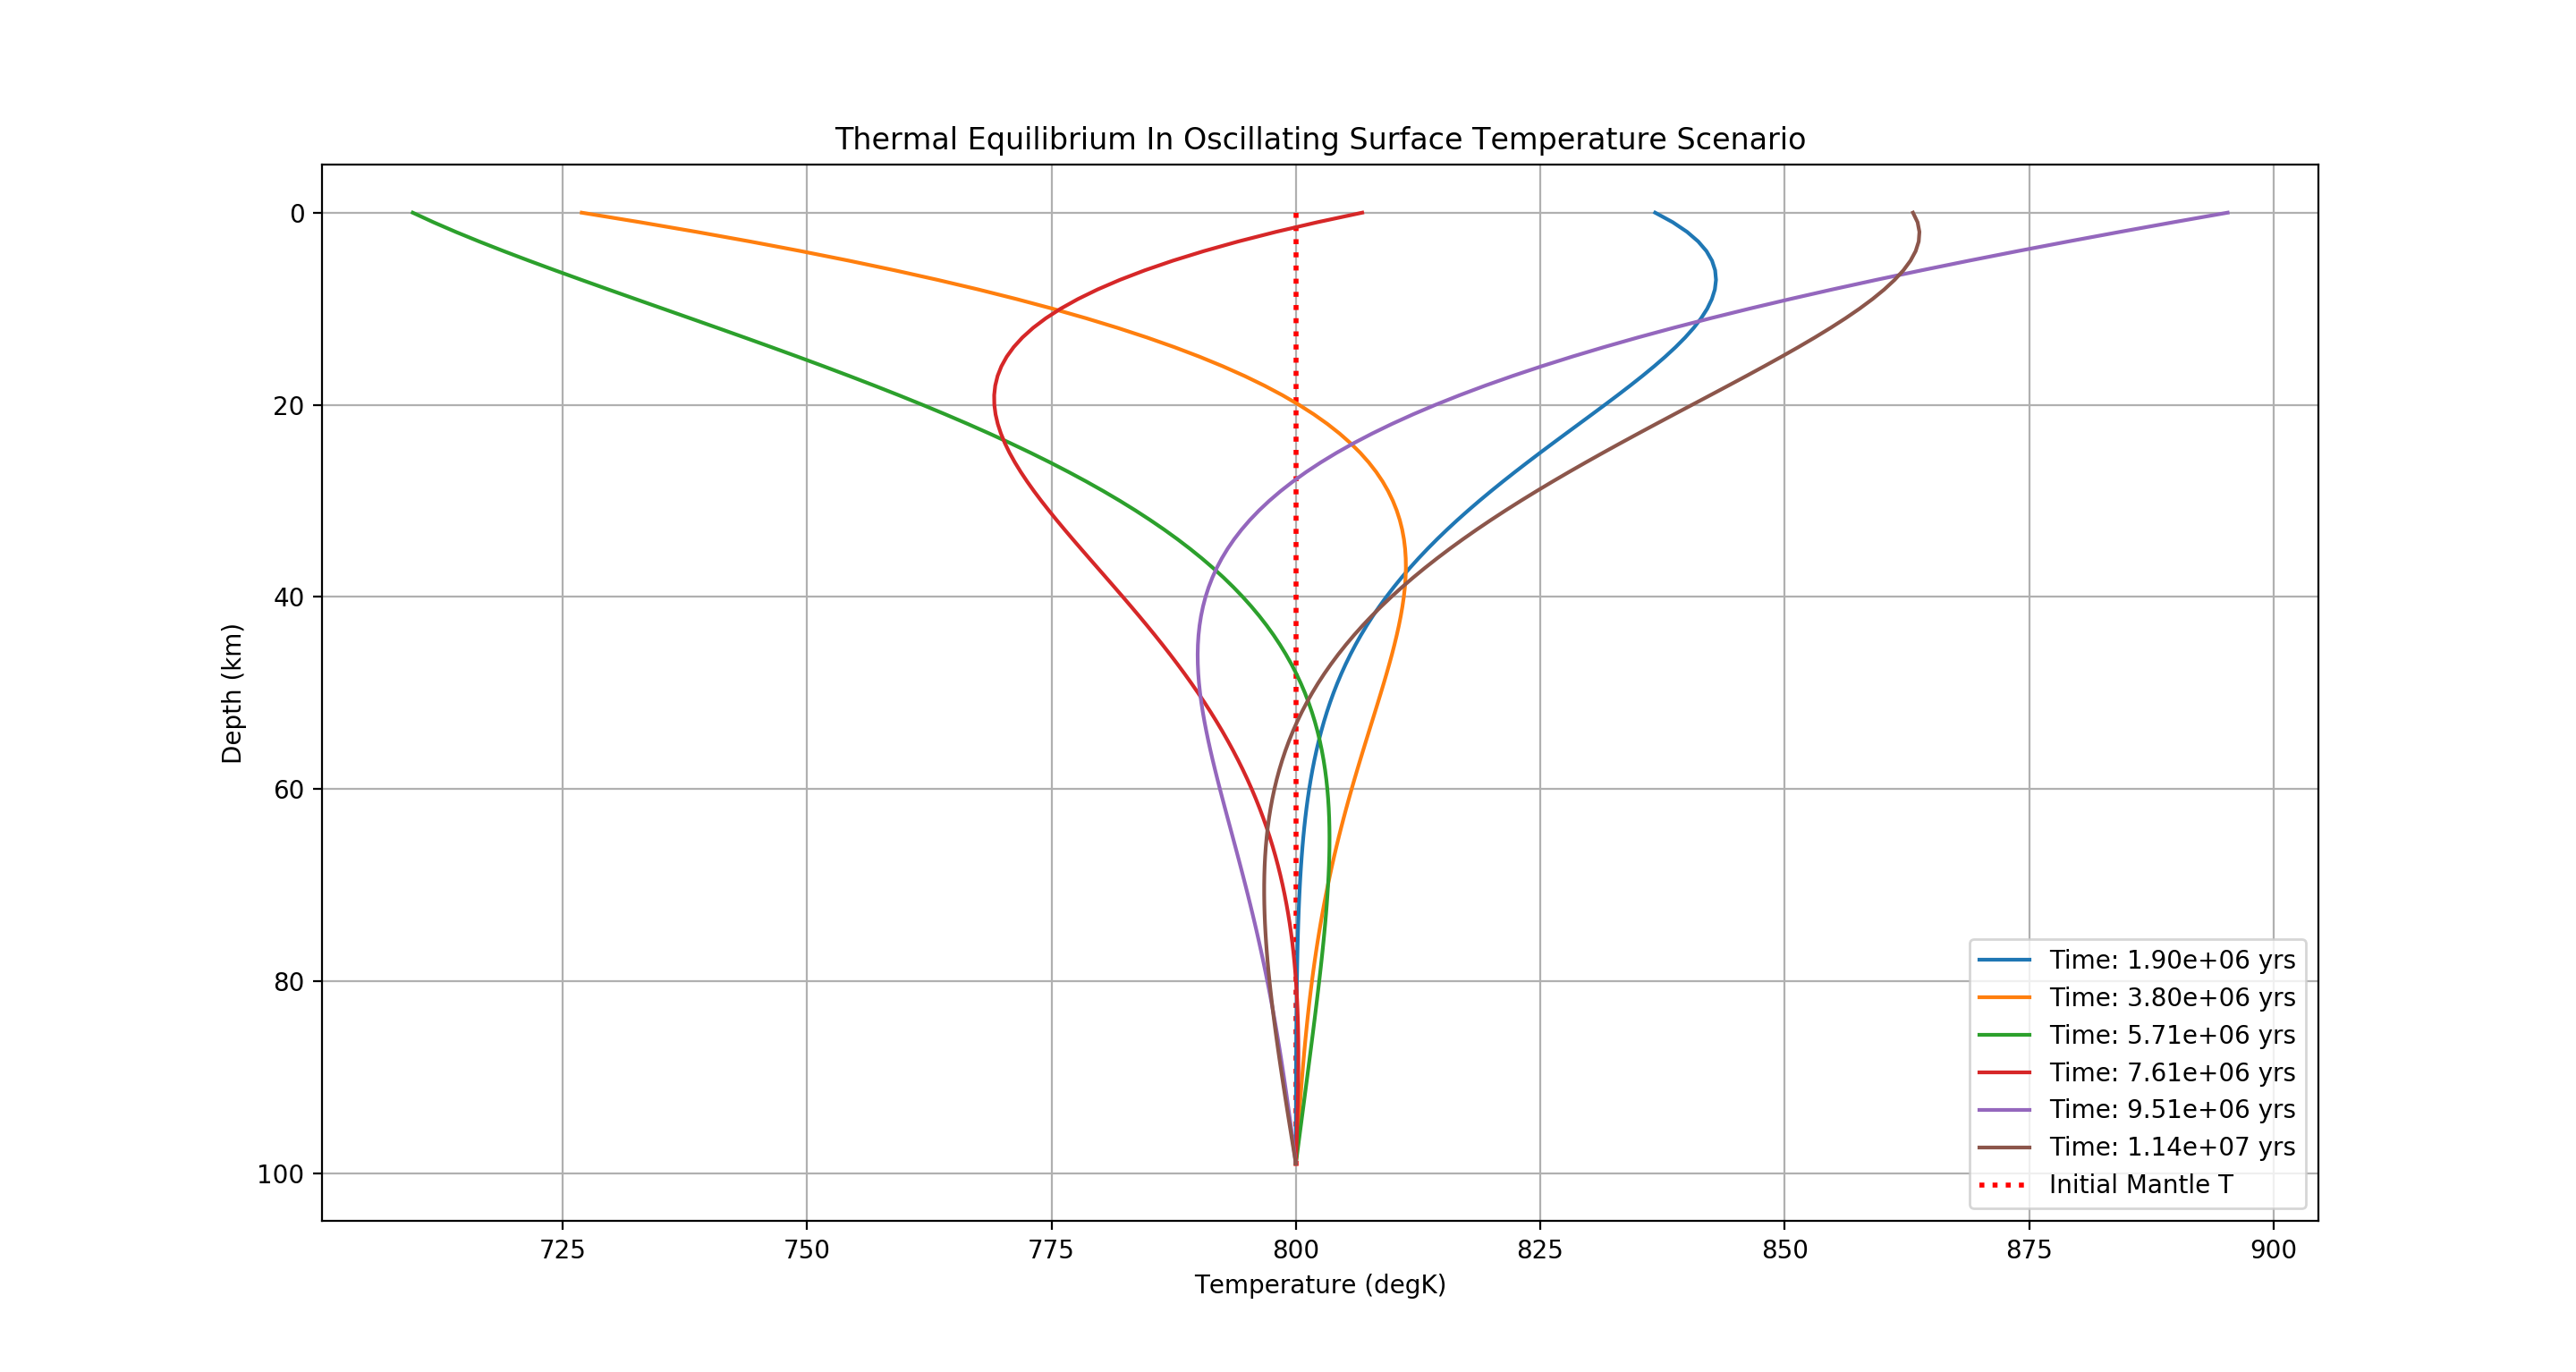 Thermal Equilibrium In Oscillating Surface Temperature Scenario
0
20
40
60
80
100
Depth (km)
725 750 775 800 825 850 875 900
Temperature (degK)
Time: 1.90e+06 yrs
Time: 3.80e+06 yrs
Time: 5.71e+06 yrs
Time: 7.61e+06 yrs
Time: 9.51e+06 yrs
Time: 1.14e+07 yrs
Initial Mantle T